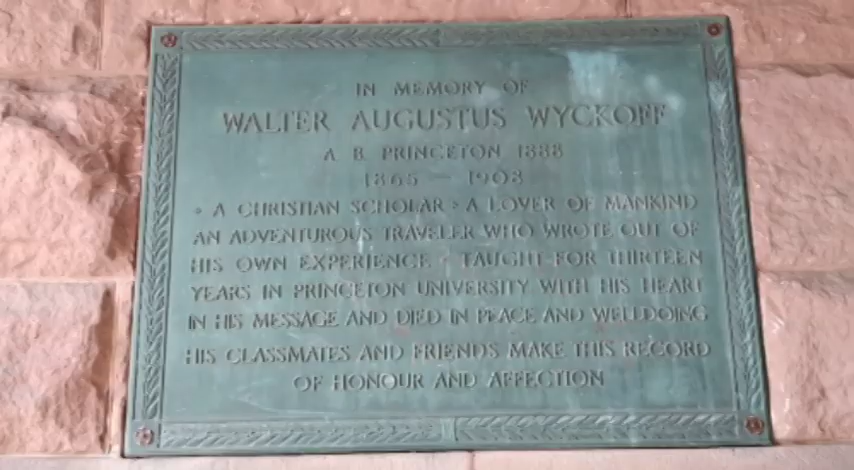 IN MEMORY OF
WALTER AUGUSTUS WYCKOFF
A B PRINCETON 1888
1865 — 1908
• A CHRISTIAN SCHOLAR • A LOVER OF MANKIND
AN ADVENTUROUS TRAVELER WHO WROTE OUT OF
HIS OWN EXPERIENCE • TAUGHT FOR THIRTEEN
YEARS IN PRINCETON UNIVERSITY WITH HIS HEART
IN HIS MESSAGE AND DIED IN PEACE AND WELLDOING
HIS CLASSMATES AND FRIENDS MAKE THIS RECORD
OF HONOUR AND AFFECTION